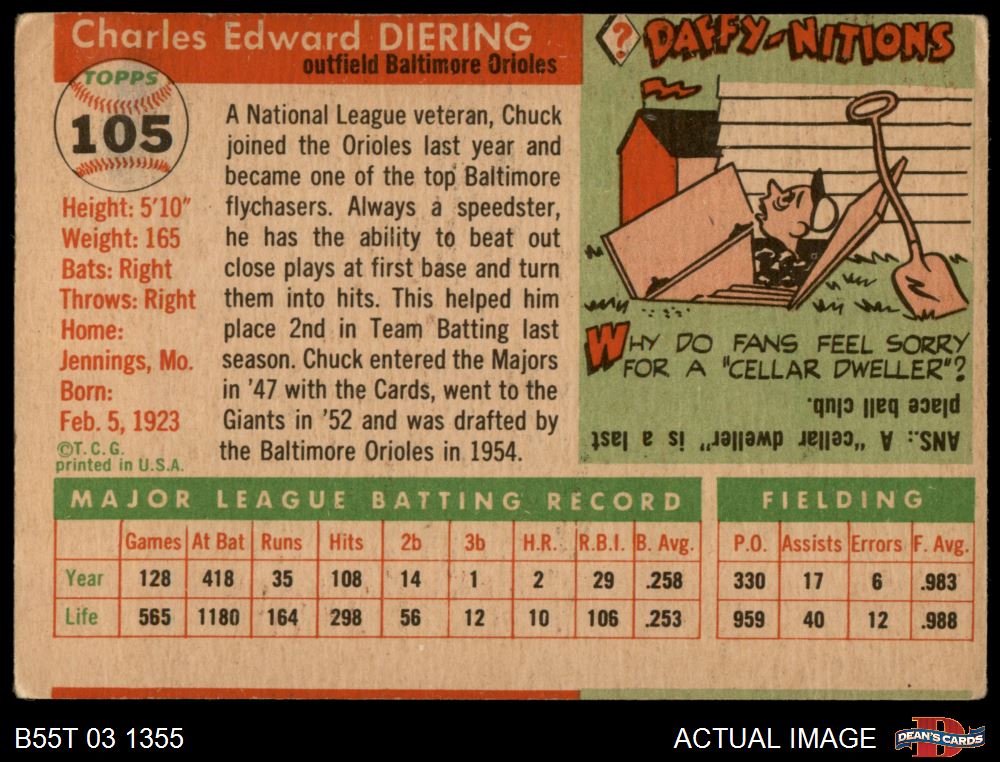 Charles Edward DIERING
outfield Baltimore Orioles
TOPPS
105
Height: 5'10"
Weight: 165
Bats: Right
Throws: Right
Home:
Jennings, Mo.
Born:
Feb. 5, 1923
©T.C.G.
printed in U.S.A.
A National League veteran, Chuck
joined the Orioles last year and
became one of the top Baltimore
flychasers. Always a speedster,
he has the ability to beat out
close plays at first base and turn
them into hits. This helped him
place 2nd in Team Batting last
season. Chuck entered the Majors
in '47 with the Cards, went to the
Giants in '52 and was drafted by
the Baltimore Orioles in 1954.
? DAFFY-NITIONS
WHY DO FANS FEEL SORRY
FOR A "CELLAR DWELLER"?
ANS.: A "cellar dweller" is a last
place ball club.
MAJOR LEAGUE BATTING RECORD
Games At Bat Runs Hits 2b 3b H.R. R.B.I. B. Avg.
Year 128 418 35 108 14 1 2 29 .258
Life 565 1180 164 298 56 12 10 106 .253
FIELDING
P.O. Assists Errors F. Avg.
330 17 6 .983
959 40 12 .988
B55T 03 1355
ACTUAL IMAGE
DEAN'S CARDS